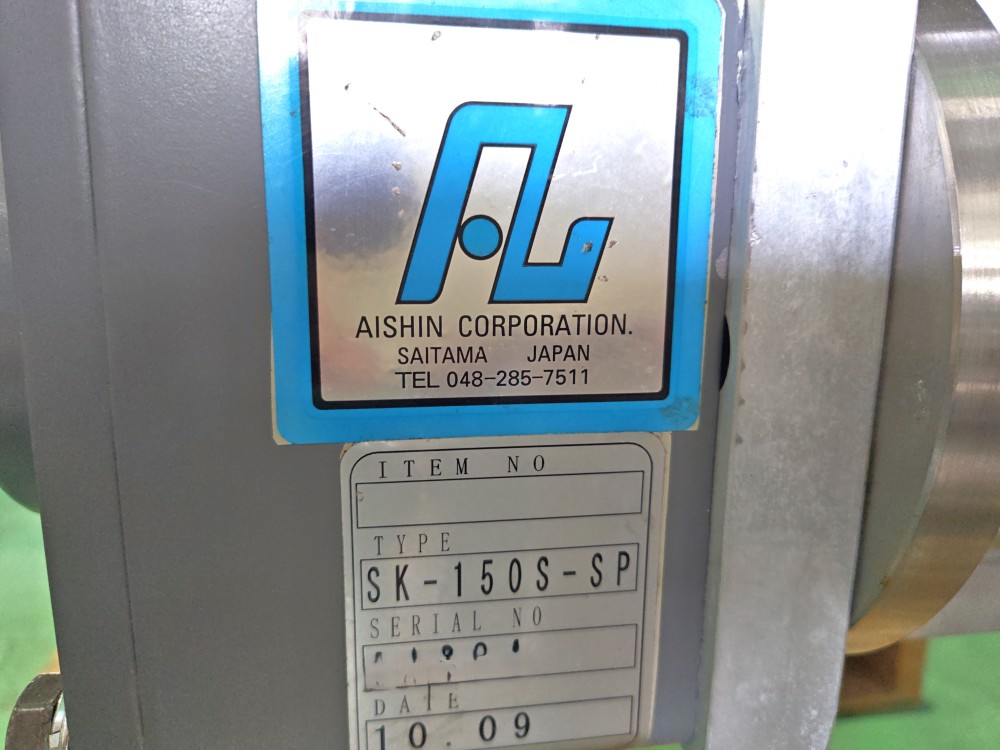 AISHIN CORPORATION.
SAITAMA JAPAN
TEL 048-285-7511
ITEM NO
TYPE
SK-150S-SP
SERIAL NO
DATE
10.09